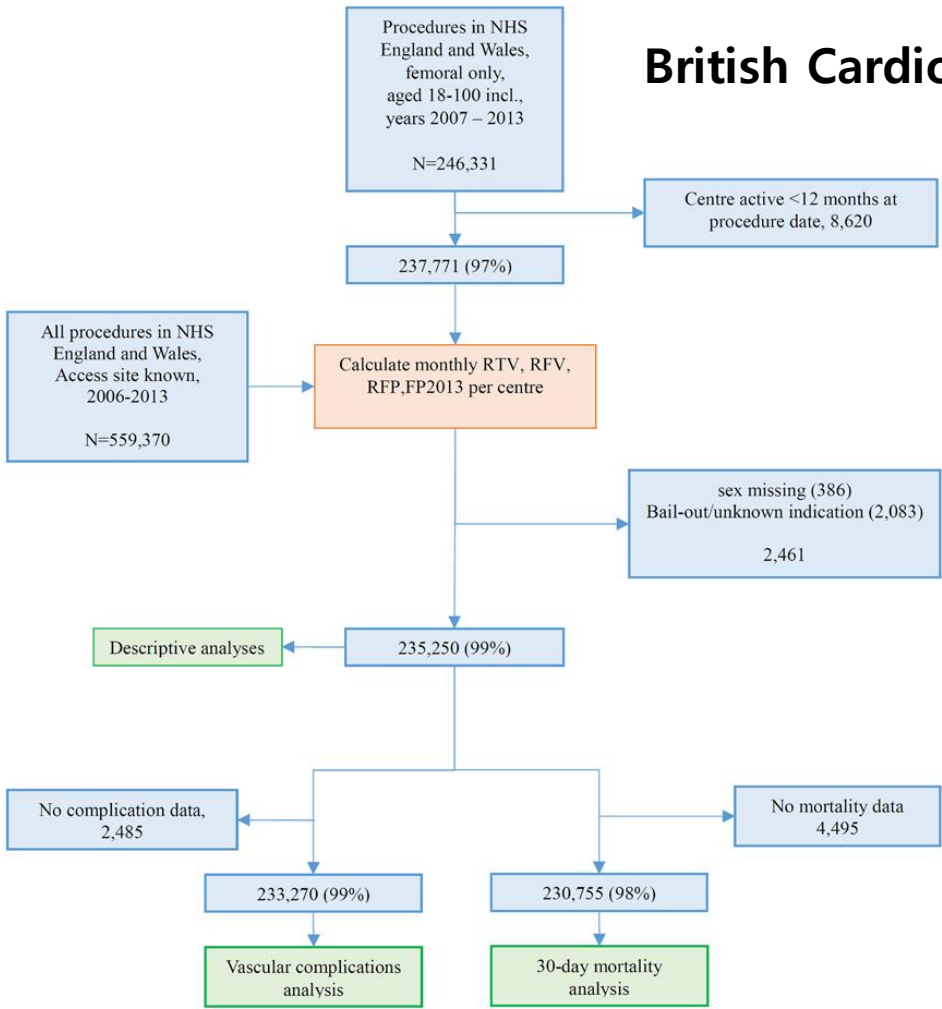 Procedures in NHS
England and Wales,
femoral only,
aged 18-100 incl.,
years 2007 – 2013
N=246,331
British Cardio
Centre active <12 months at
procedure date, 8,620
237,771 (97%)
All procedures in NHS
England and Wales,
Access site known,
2006-2013
N=559,370
Calculate monthly RTV, RFV,
RFP,FP2013 per centre
sex missing (386)
Bail-out/unknown indication (2,083)
2,461
Descriptive analyses
235,250 (99%)
No complication data,
2,485
No mortality data
4,495
233,270 (99%)
230,755 (98%)
Vascular complications
analysis
30-day mortality
analysis